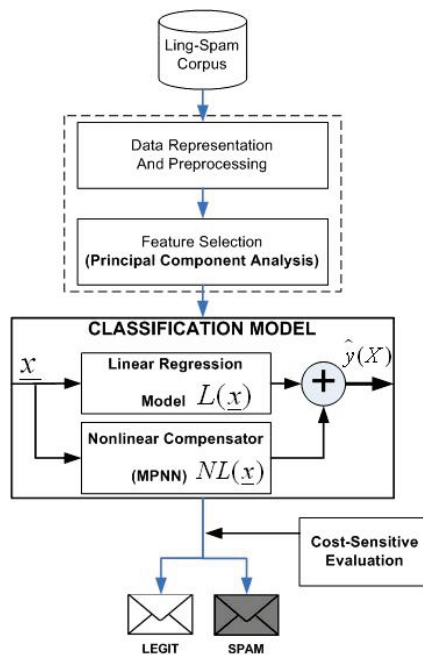 Ling-Spam
Corpus
Data Representation
And Preprocessing
Feature Selection
(Principal Component Analysis)
CLASSIFICATION MODEL
x
Linear Regression
Model L(x)
Nonlinear Compensator
(MPNN) NL(x)
+
ŷ(X)
Cost-Sensitive
Evaluation
LEGIT
SPAM